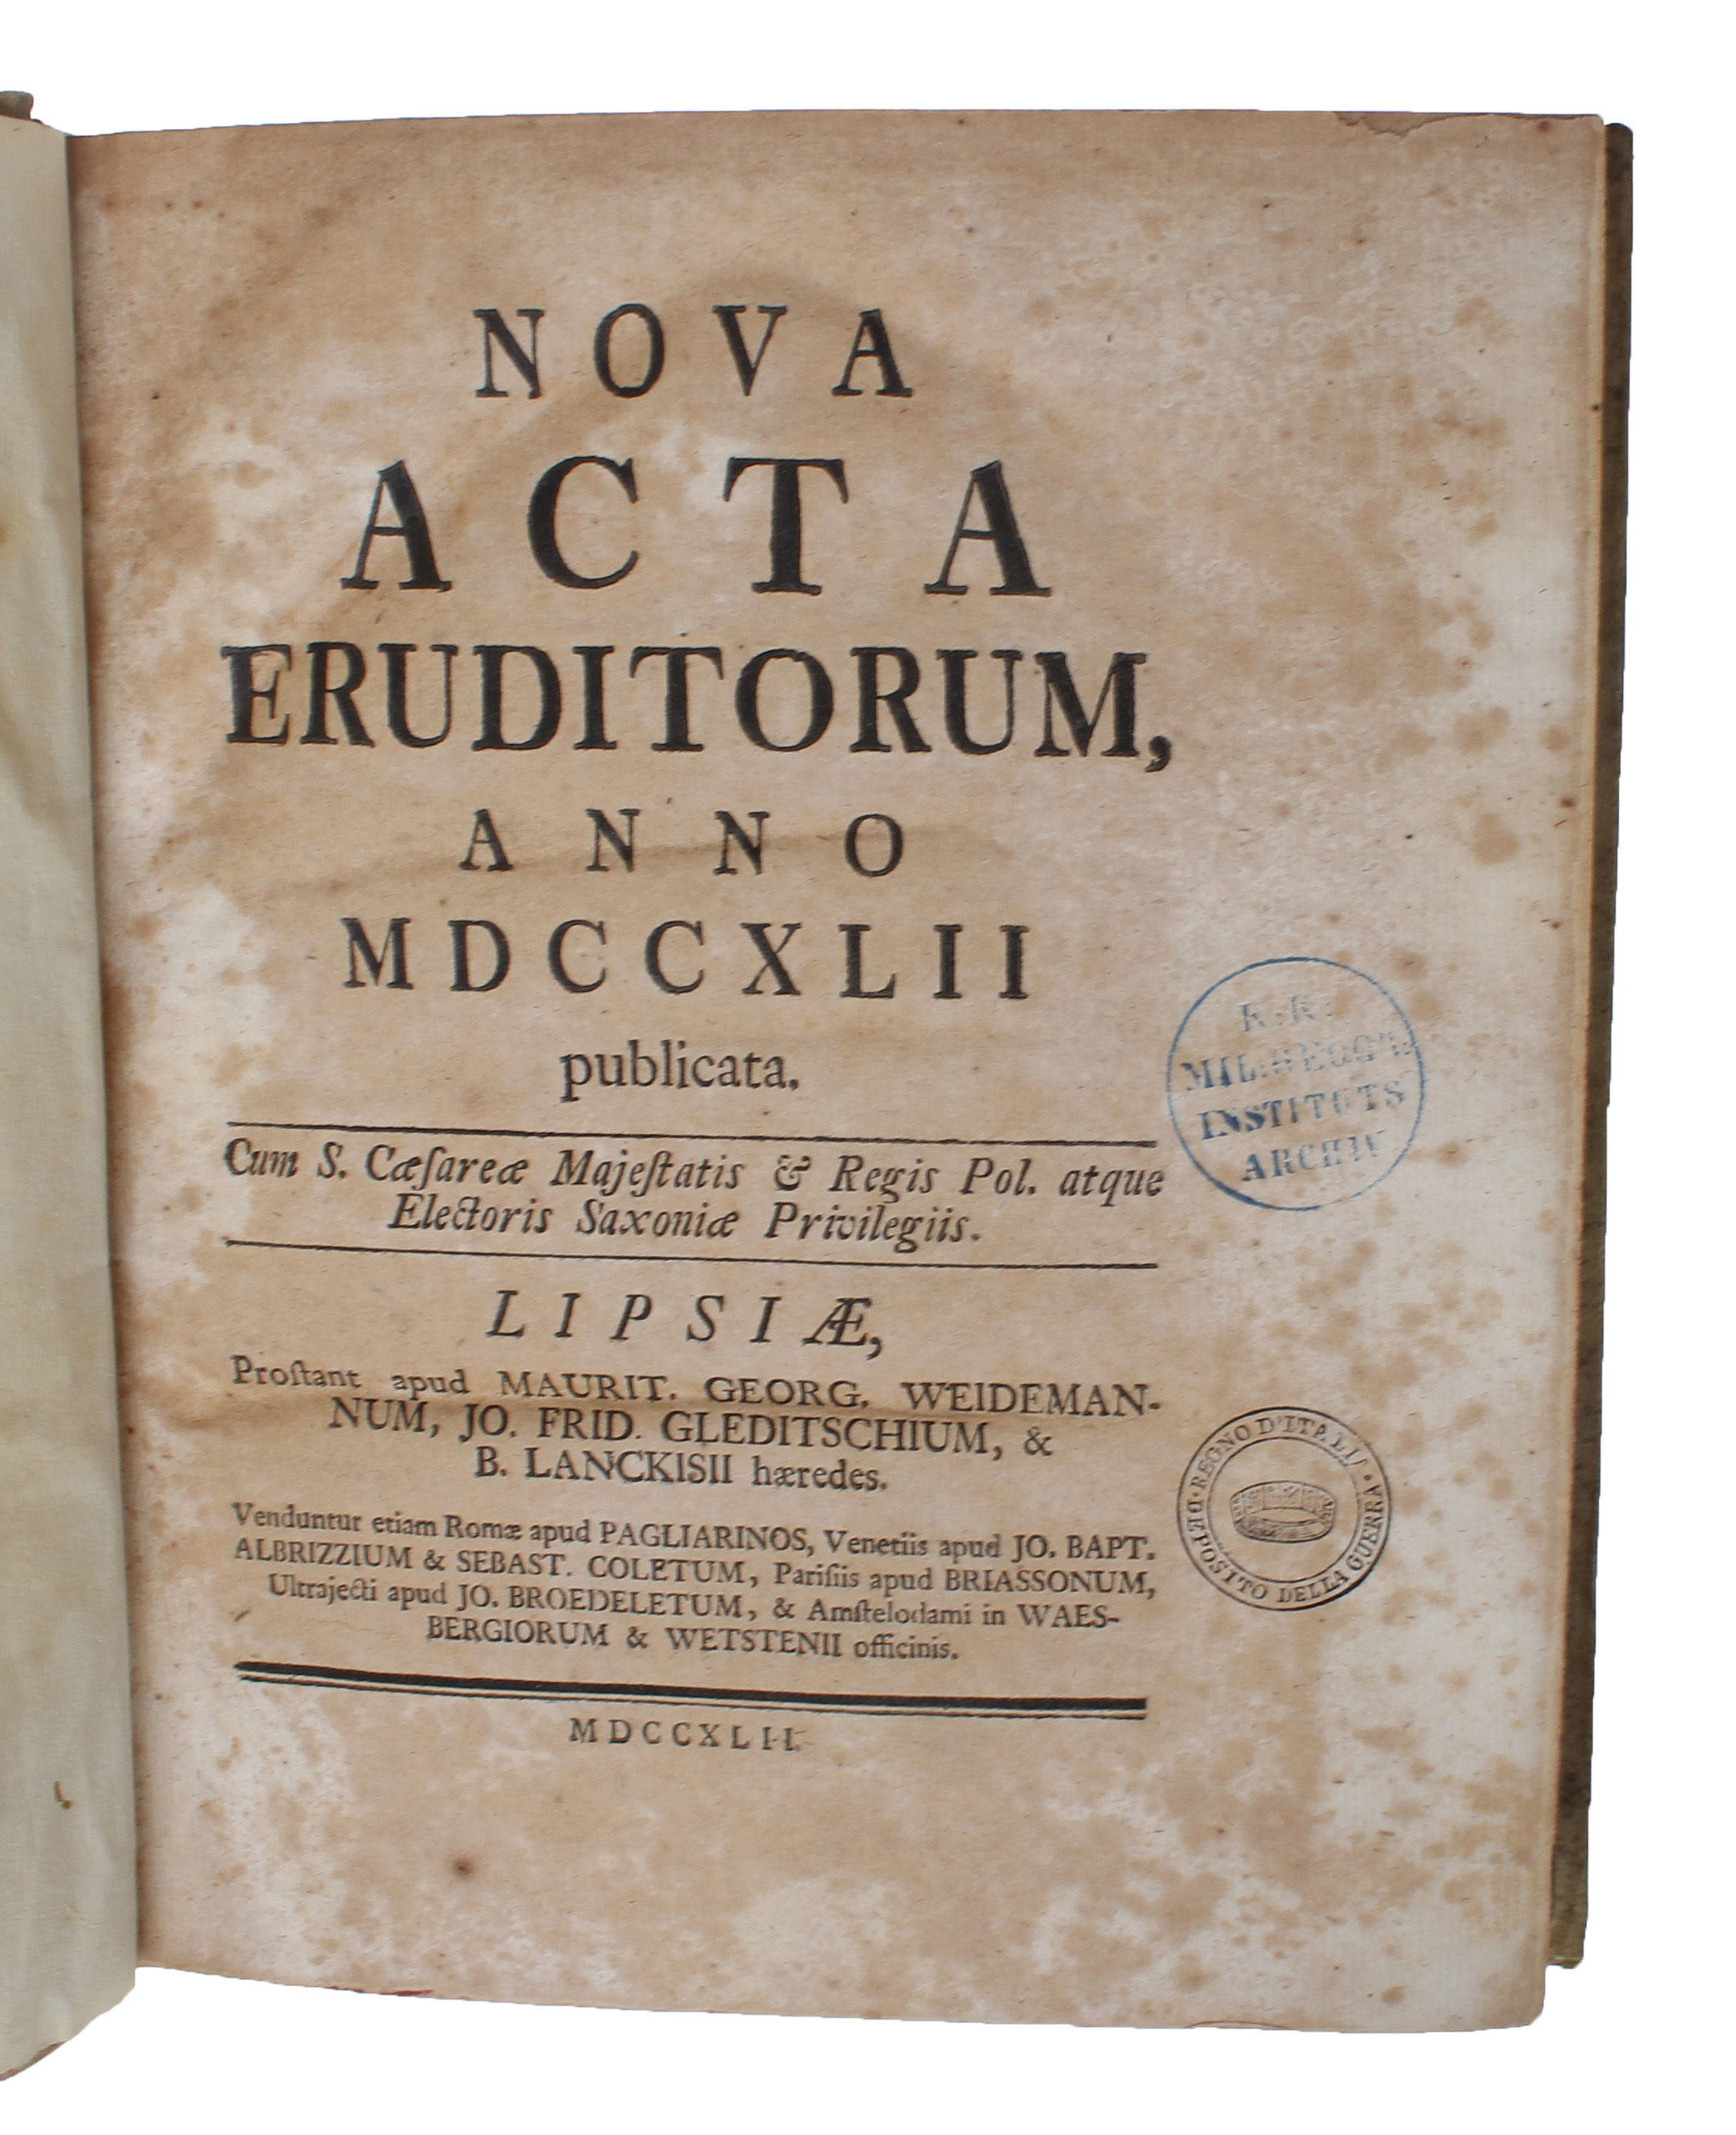 NOVA
ACTA
ERUDITORUM,
ANNO
MDCCXLII
publicata.
Cum S. Cæſareæ Majeſtatis & Regis Pol. atque
Electoris Saxoniæ Privilegiis.
LIPSIÆ,
Proſtant apud MAURIT. GEORG. WEIDEMAN-
NUM, JO. FRID. GLEDITSCHIUM, &
B. LANCKISII hæredes.
Venduntur etiam Romæ apud PAGLIARINOS, Venetiis apud JO. BAPT.
ALBRIZZIUM & SEBAST. COLETUM, Pariſiis apud BRIASSONUM,
Ultrajecti apud JO. BROEDELETUM, & Amſtelodami in WAES-
BERGIORUM & WETSTENII officinis.
MDCCXLII.
K. K.
INSTITUTS
ARCHIV
REGNO D'ITALIA
DEPOSITO DELLA GUERRA